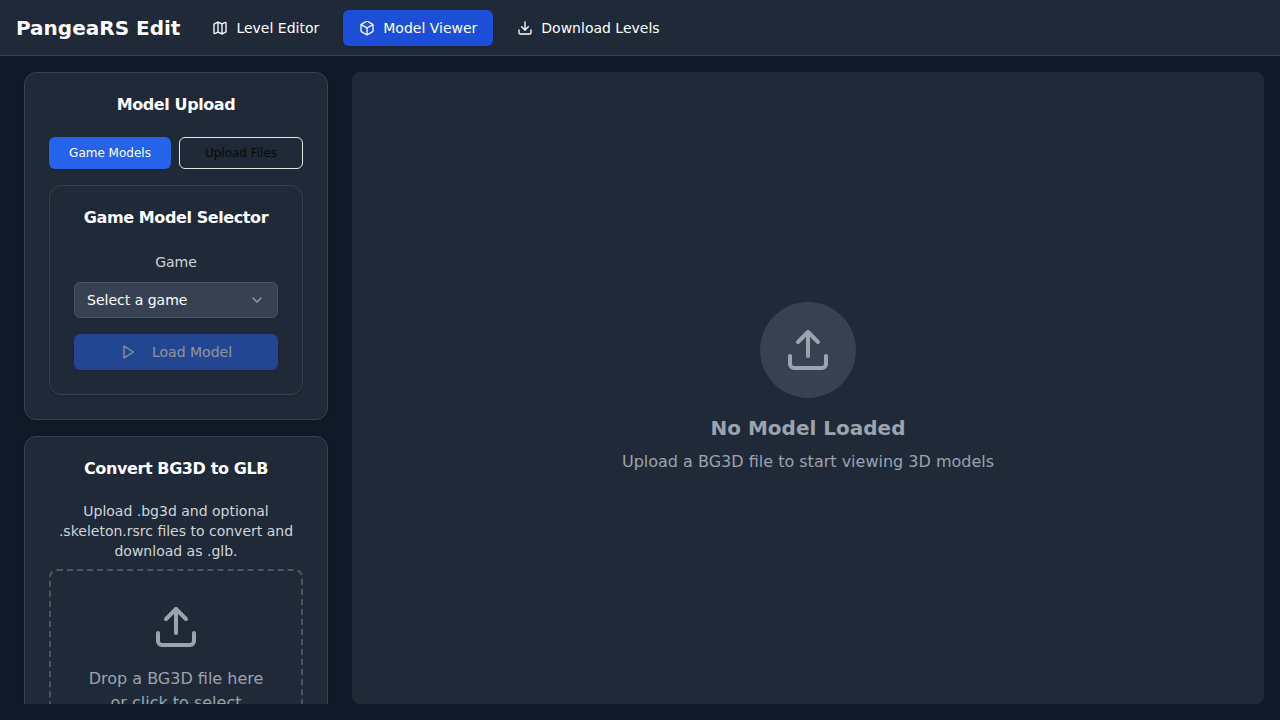 PangeaRS Edit
Level Editor
Model Viewer
Download Levels
Model Upload
Game Models
Upload Files
Game Model Selector
Game
Select a game
Load Model
Convert BG3D to GLB
Upload .bg3d and optional
.skeleton.rsrc files to convert and
download as .glb.
Drop a BG3D file here
or click to select
No Model Loaded
Upload a BG3D file to start viewing 3D models